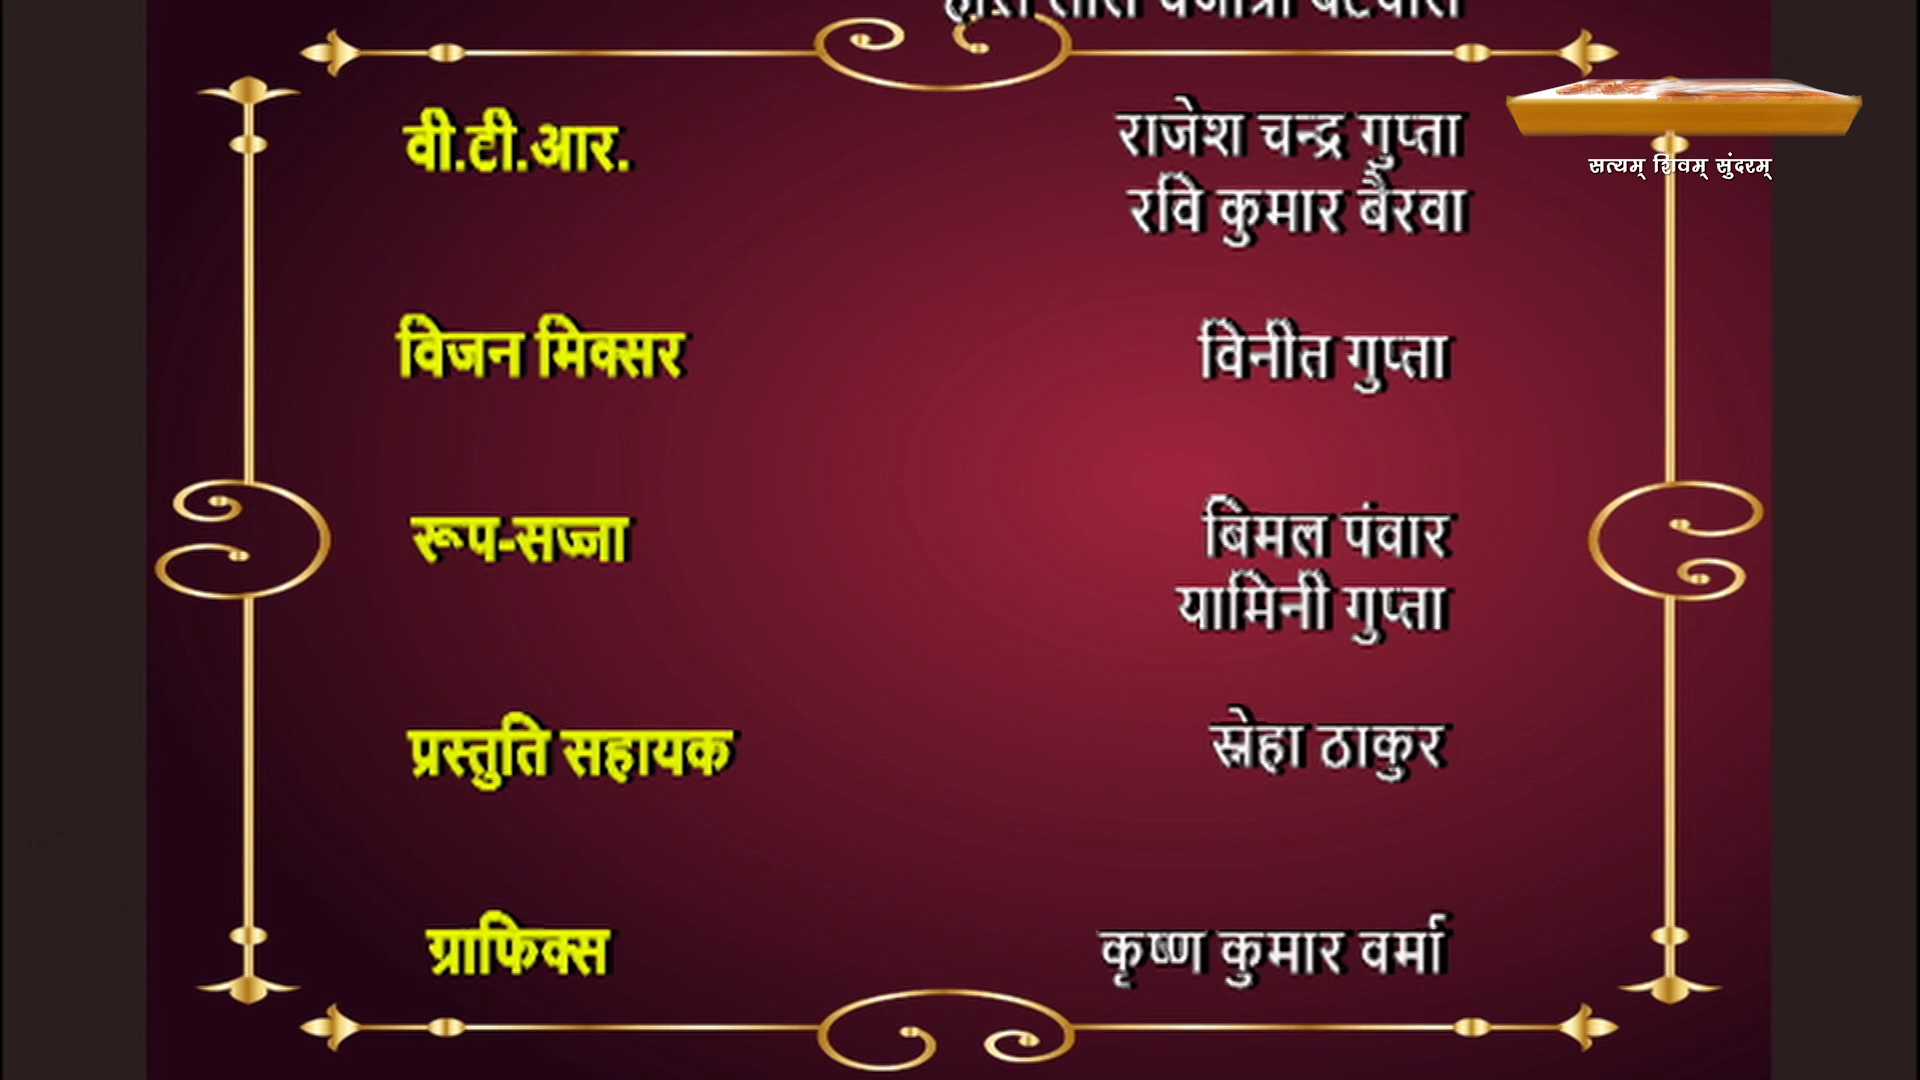 वी.टी.आर. राजेश चन्द्र गुप्ता
रवि कुमार बैरवा
सत्यम् शिवम् सुंदरम्
विजन मिक्सर विनीत गुप्ता
रूप-सज्जा बिमल पंवार
यामिनी गुप्ता
प्रस्तुति सहायक स्नेहा ठाकुर
ग्राफिक्स कृष्ण कुमार वर्मा